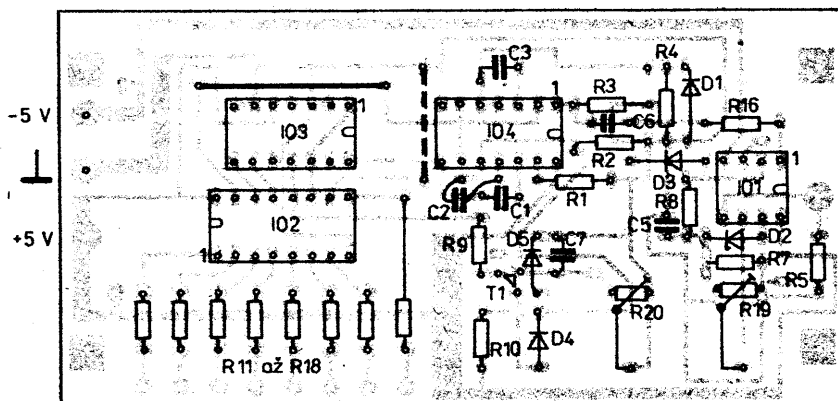 C3
R4
D1
R3
1
1
R16
-5 V
IO3
IO4
C6
R2
1
D3
IO1
R1
R8
C2
C1
IO2
C5
+5 V
R9
D5
C7
D2
R7
1
T1
R5
R20
R19
R10
D4
R11 až R18